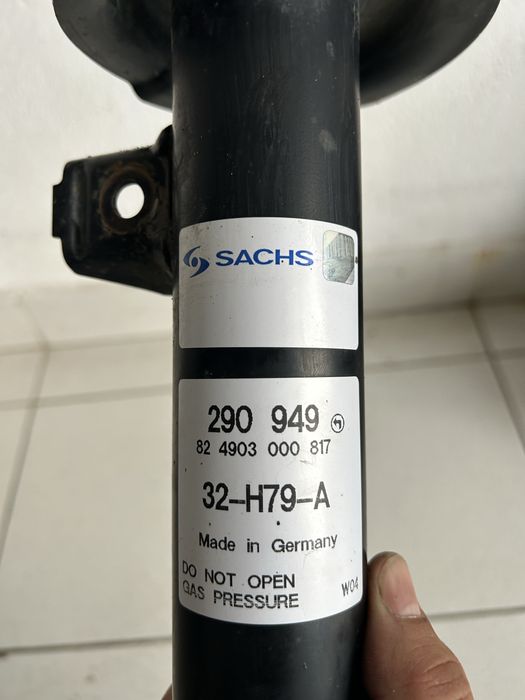 SACHS
290 949
82 4903 000 817
32-H79-A
Made in Germany
DO NOT OPEN
GAS PRESSURE
W04